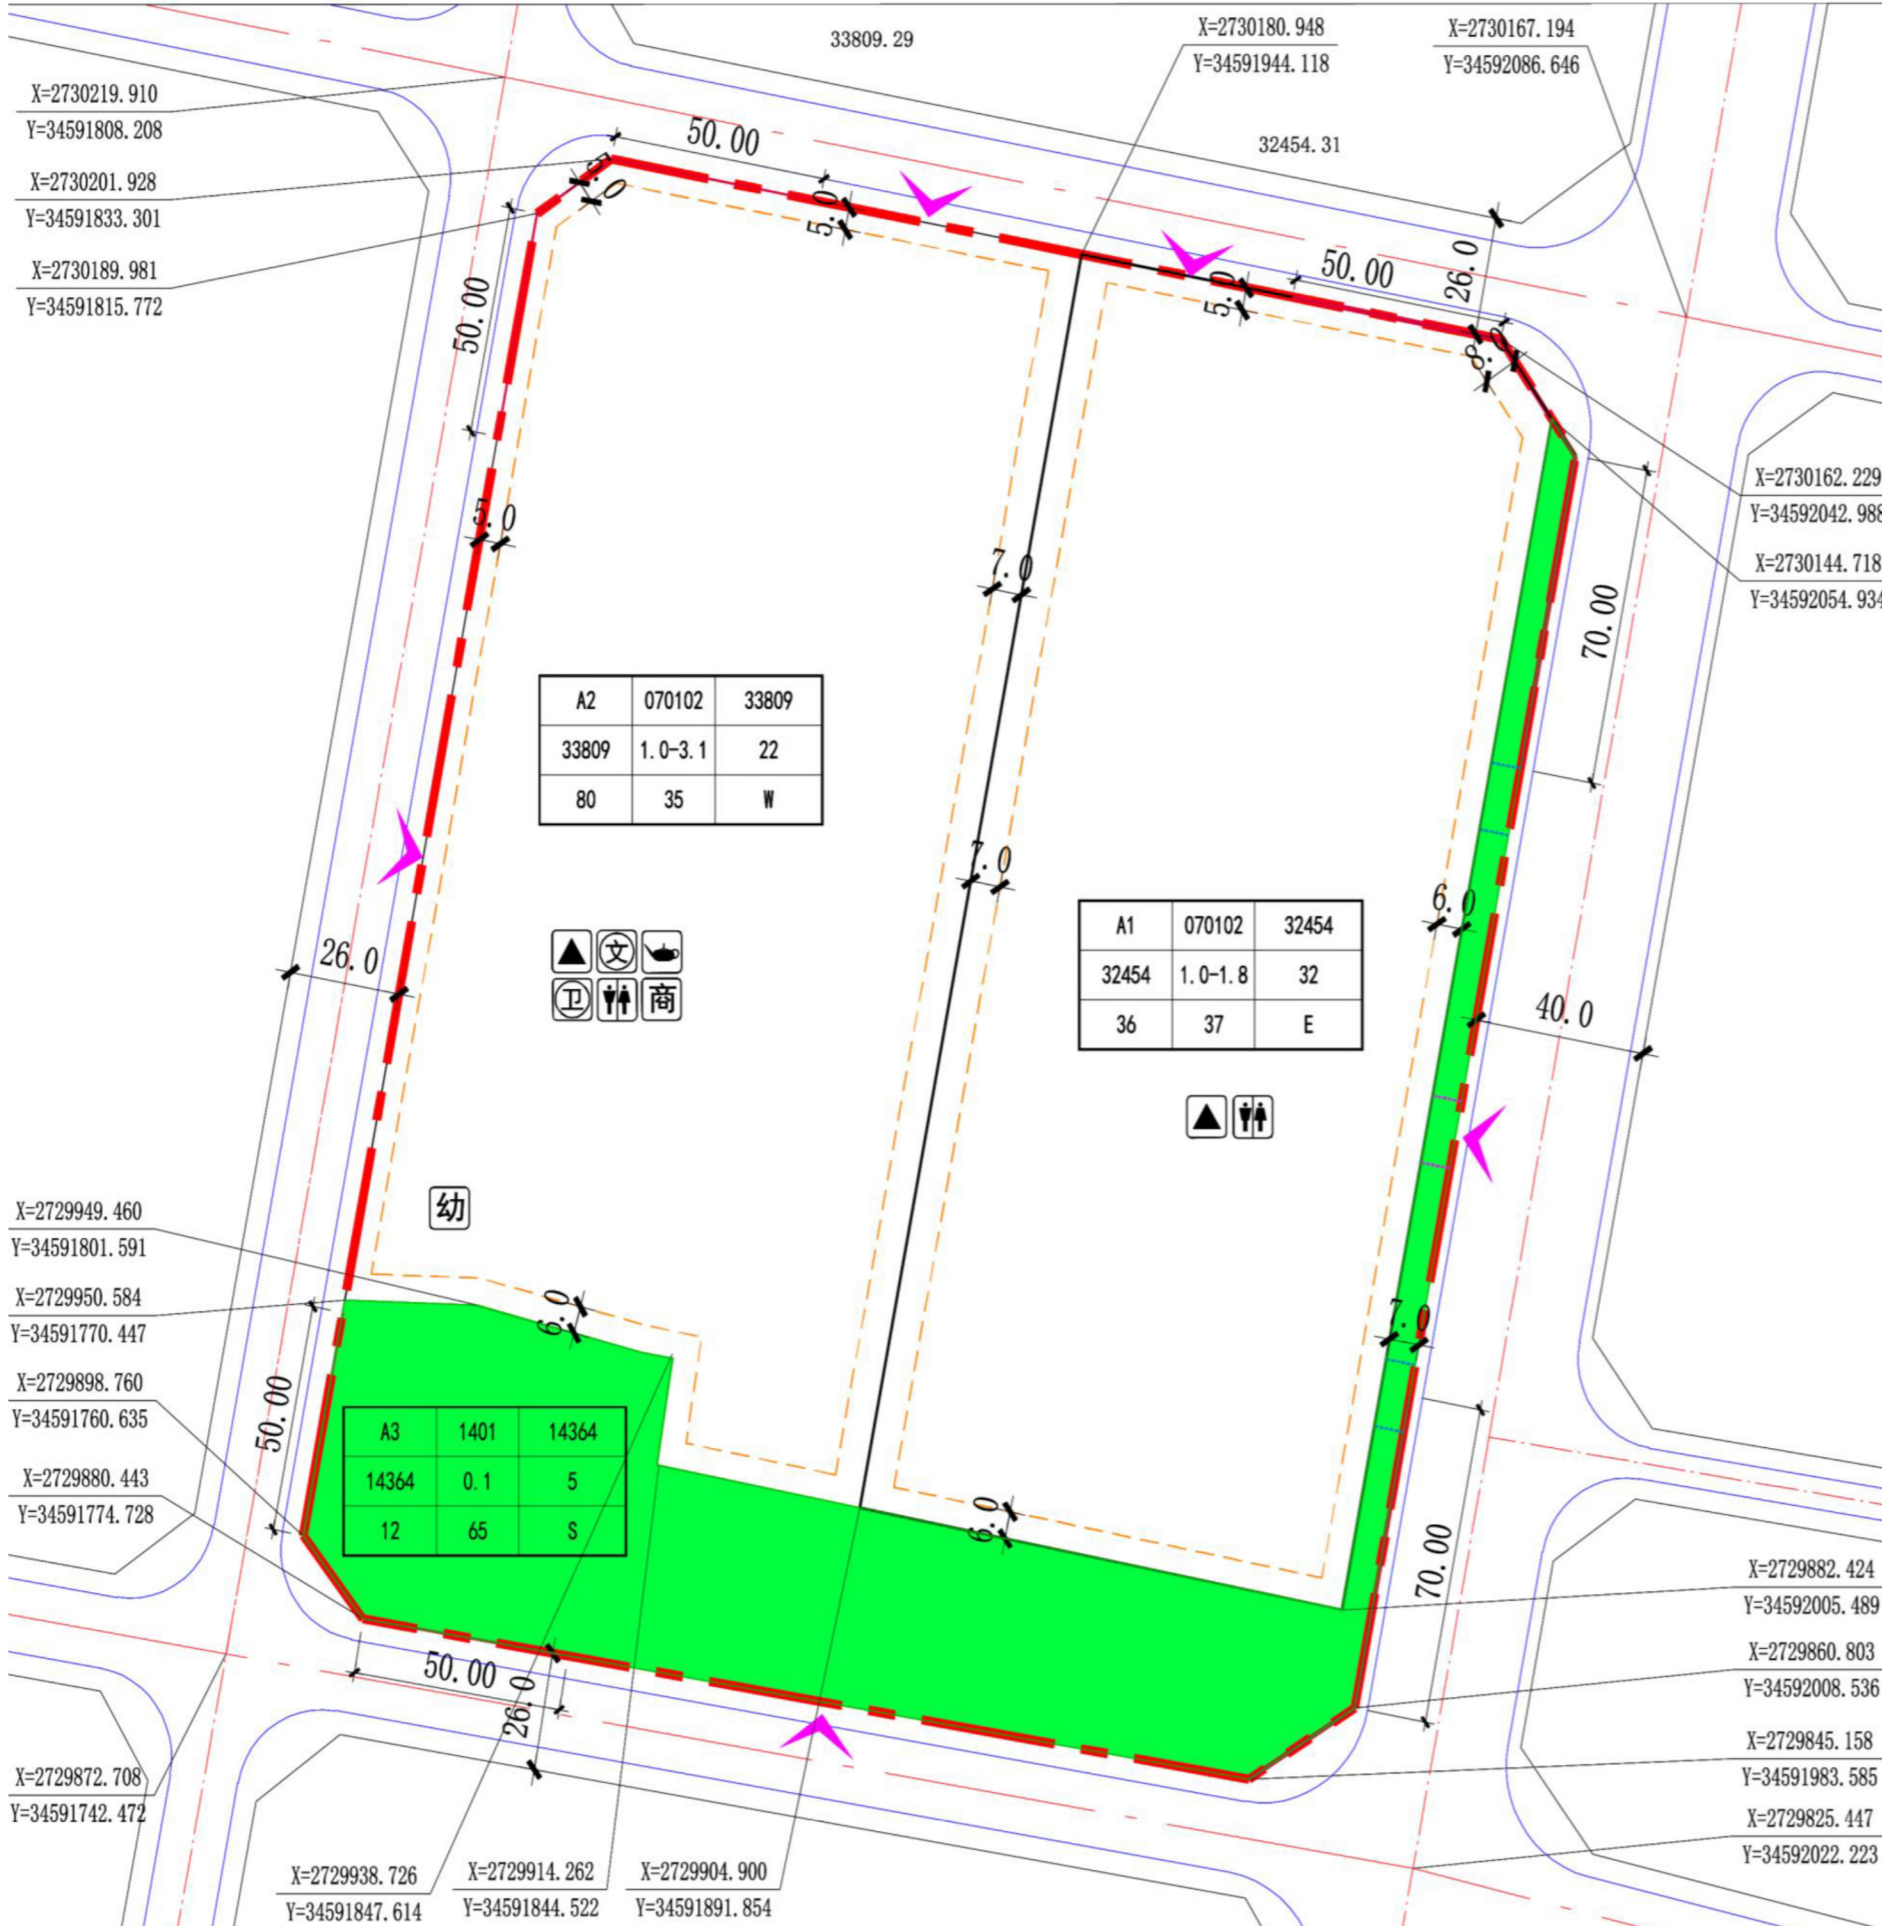 33809.29
X=2730180.948
Y=34591944.118
X=2730167.194
Y=34592086.646
X=2730219.910
Y=34591808.208
X=2730201.928
Y=34591833.301
X=2730189.981
Y=34591815.772
32454.31
50.00
5.0
5.0
50.00
26.0
8.0
50.00
5.0
X=2730162.229
Y=34592042.988
X=2730144.718
Y=34592054.934
7.0
70.00
A2 070102 33809
33809 1.0-3.1 22
80 35 W
7.0
6.0
A1 070102 32454
32454 1.0-1.8 32
36 37 E
26.0
文
卫 商
40.0
幼
X=2729949.460
Y=34591801.591
X=2729950.584
Y=34591770.447
X=2729898.760
Y=34591760.635
X=2729880.443
Y=34591774.728
6.0
7.0
50.00
A3 1401 14364
14364 0.1 5
12 65 S
6.0
70.00
X=2729882.424
Y=34592005.489
X=2729860.803
Y=34592008.536
X=2729845.158
Y=34591983.585
X=2729825.447
Y=34592022.223
50.00
26.0
X=2729872.708
Y=34591742.472
X=2729938.726
Y=34591847.614
X=2729914.262
Y=34591844.522
X=2729904.900
Y=34591891.854